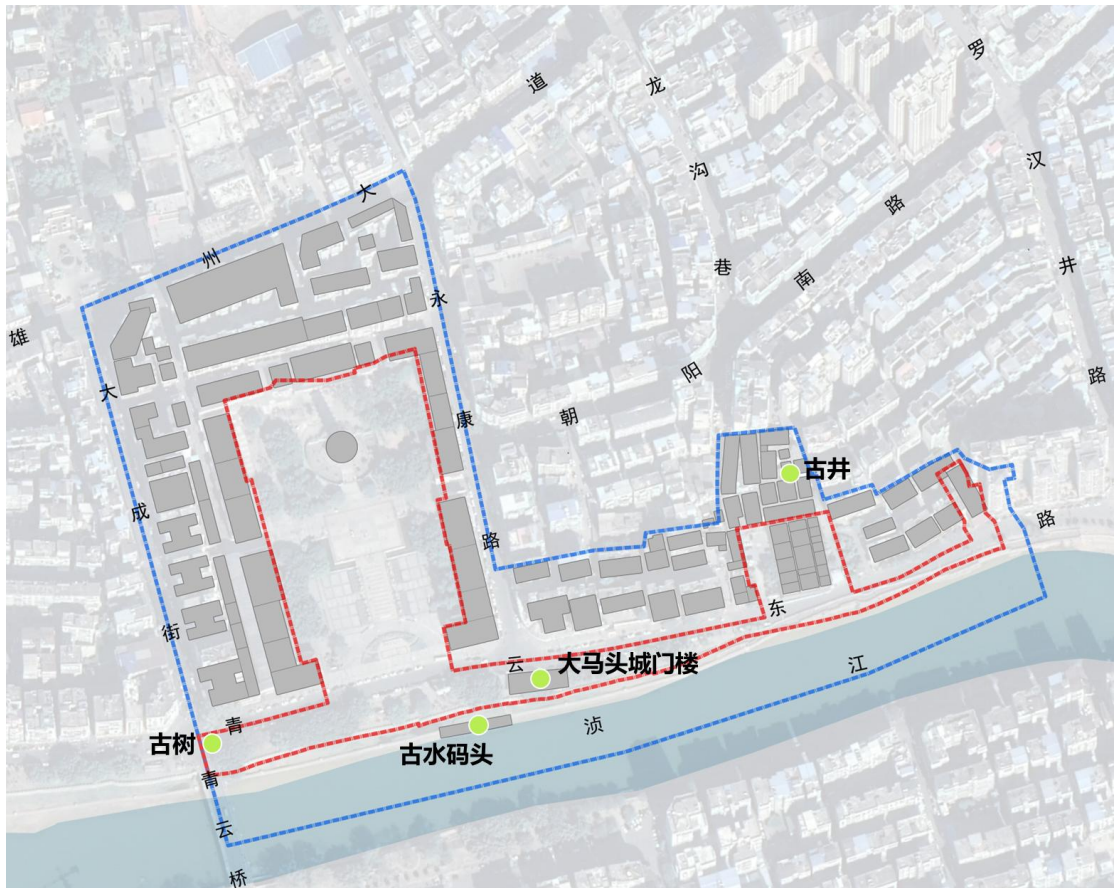 雄州大道
龙沟巷
罗汉井路
朝阳南路
永康路
大成街
青云东路
古井
大马头城门楼
古水码头
古树
浈江
青云桥